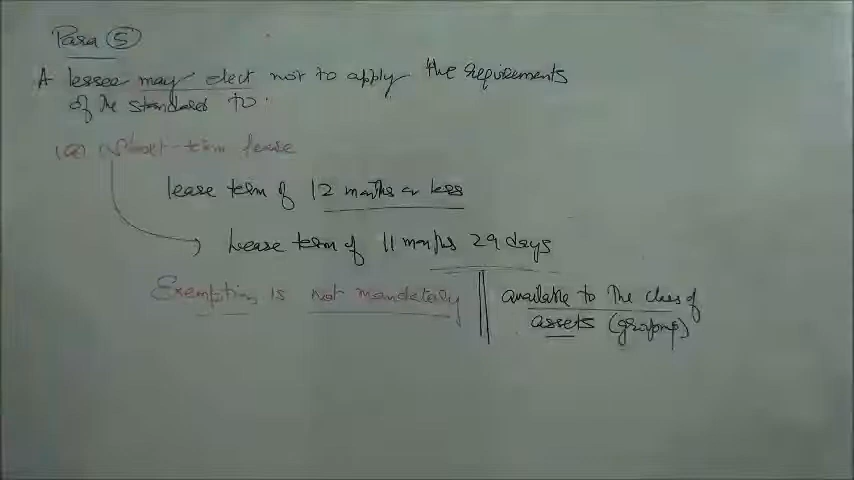 Para 5
A lessee may elect not to apply the requirements
of the standard to
(a) Short-term lease
lease term of 12 months or less
Lease term of 11 months 29 days
Exemption is not mandatory
available to the class of
assets (groups)